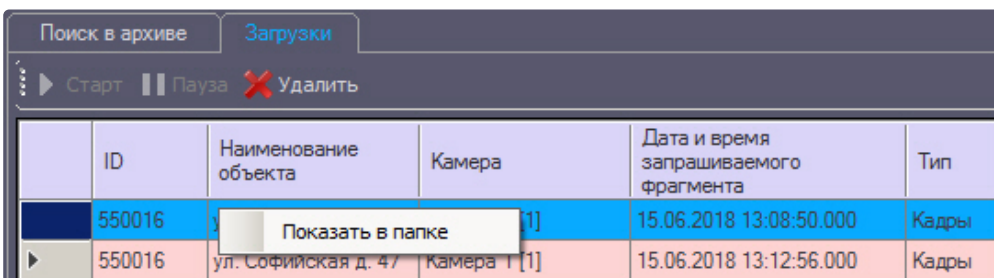 Поиск в архиве Загрузки
Старт Пауза Удалить
ID Наименование объекта Камера Дата и время запрашиваемого фрагмента Тип
550016 [1] 15.06.2018 13:08:50.000 Кадры
Показать в папке
550016 ул. Софийская д. 47 Камера 1 [1] 15.06.2018 13:12:56.000 Кадры